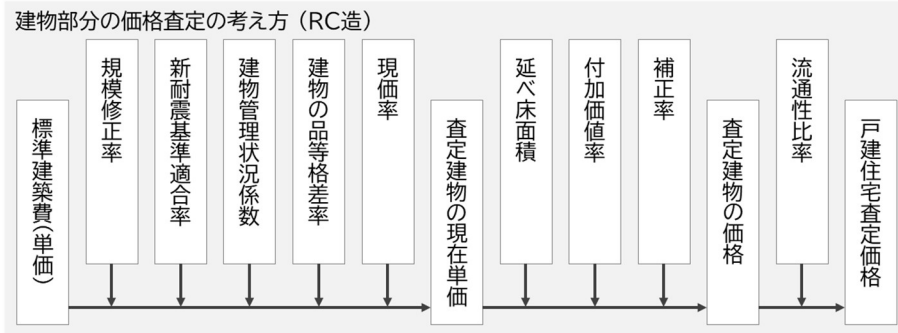 建物部分の価格査定の考え方（RC造）
標準建築費（単価）
規模修正率
新耐震基準適合率
建物管理状況係数
建物の品等格差率
現価率
査定建物の現在単価
延べ床面積
付加価値率
補正率
査定建物の価格
流通性比率
戸建住宅査定価格